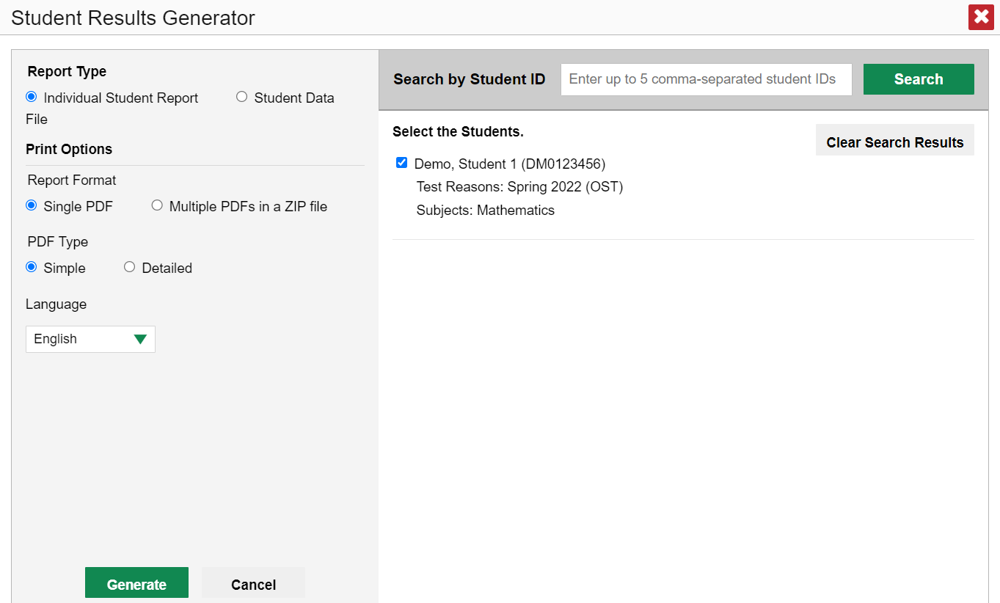 Student Results Generator
Report Type
Individual Student Report
Student Data
File
Print Options
Report Format
Single PDF
Multiple PDFs in a ZIP file
PDF Type
Simple
Detailed
Language
English
Generate
Cancel
Search by Student ID
Enter up to 5 comma-separated student IDs
Search
Select the Students.
Clear Search Results
Demo, Student 1 (DM0123456)
Test Reasons: Spring 2022 (OST)
Subjects: Mathematics